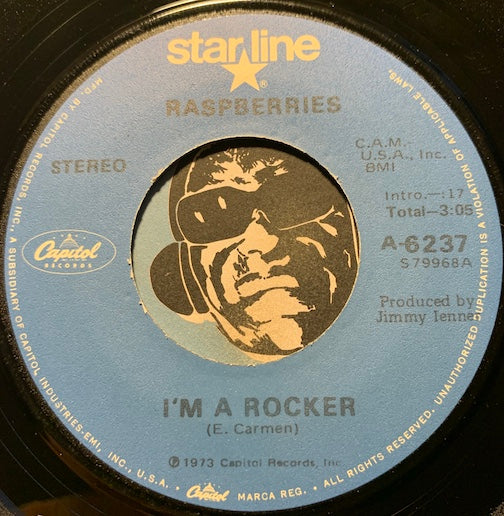 starline
®
RASPBERRIES
STEREO
C.A.M.-
U.S.A., Inc.
BMI
Intro.—:17
Total—3:05
A-6237
S79968A
Capitol
RECORDS
Produced by
Jimmy Ienner
I'M A ROCKER
(E. Carmen)
℗1973 Capitol Records, Inc
MFD. BY CAPITOL RECORDS, INC. A SUBSIDIARY OF CAPITOL INDUSTRIES-EMI, INC., U.S.A. • Capitol MARCA REG. • ALL RIGHTS RESERVED. UNAUTHORIZED DUPLICATION IS A VIOLATION OF APPLICABLE LAWS.